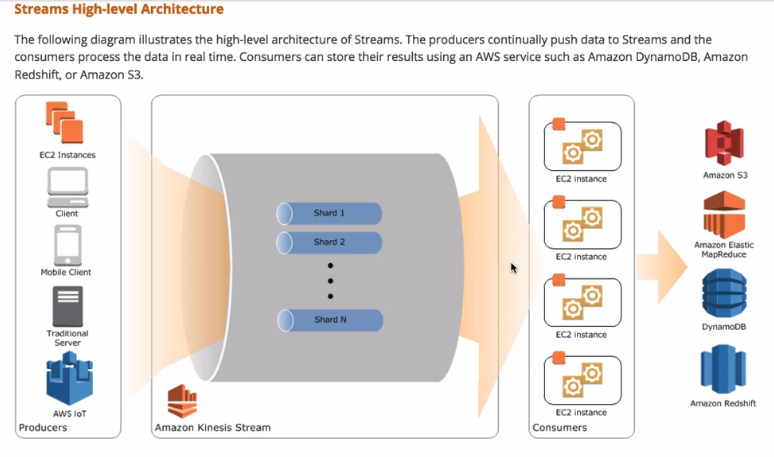 Streams High-level Architecture
The following diagram illustrates the high-level architecture of Streams. The producers continually push data to Streams and the
consumers process the data in real time. Consumers can store their results using an AWS service such as Amazon DynamoDB, Amazon
Redshift, or Amazon S3.
EC2 Instances
Client
Mobile Client
Traditional
Server
AWS IoT
Producers
Shard 1
Shard 2
Shard N
Amazon Kinesis Stream
EC2 instance
EC2 instance
EC2 instance
EC2 instance
Consumers
Amazon S3
Amazon Elastic
MapReduce
DynamoDB
Amazon Redshift